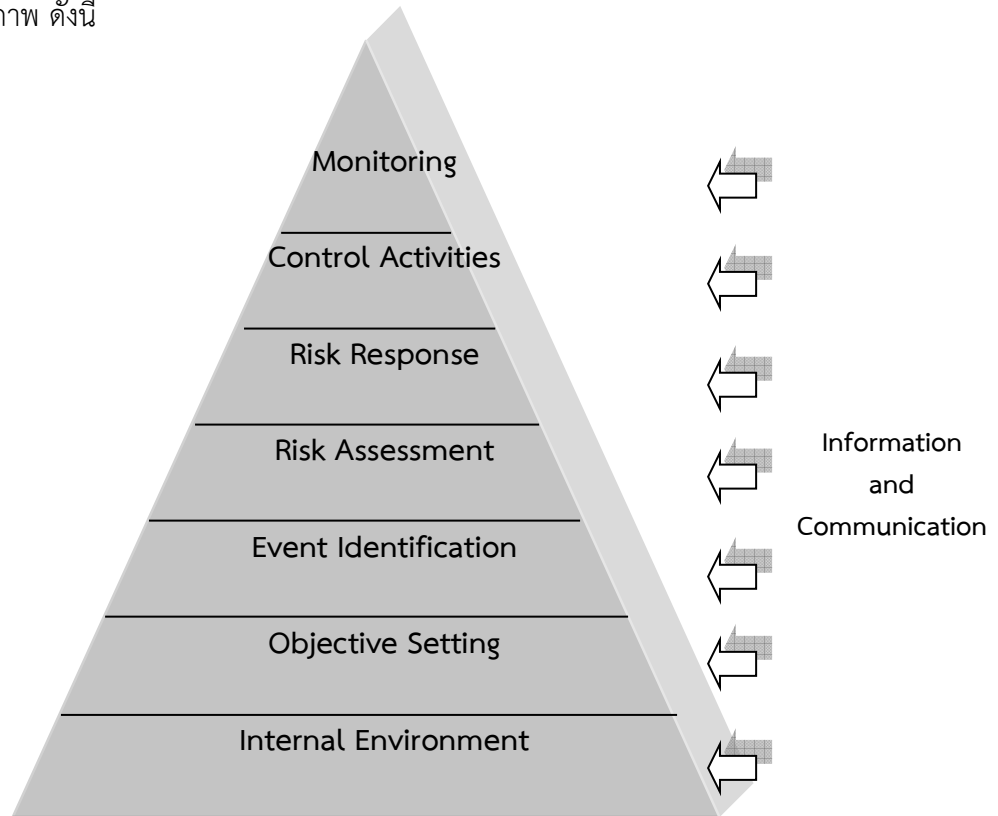 ภาพ ดังนี้
Monitoring
Control Activities
Risk Response
Risk Assessment
Event Identification
Objective Setting
Internal Environment
Information
and
Communication